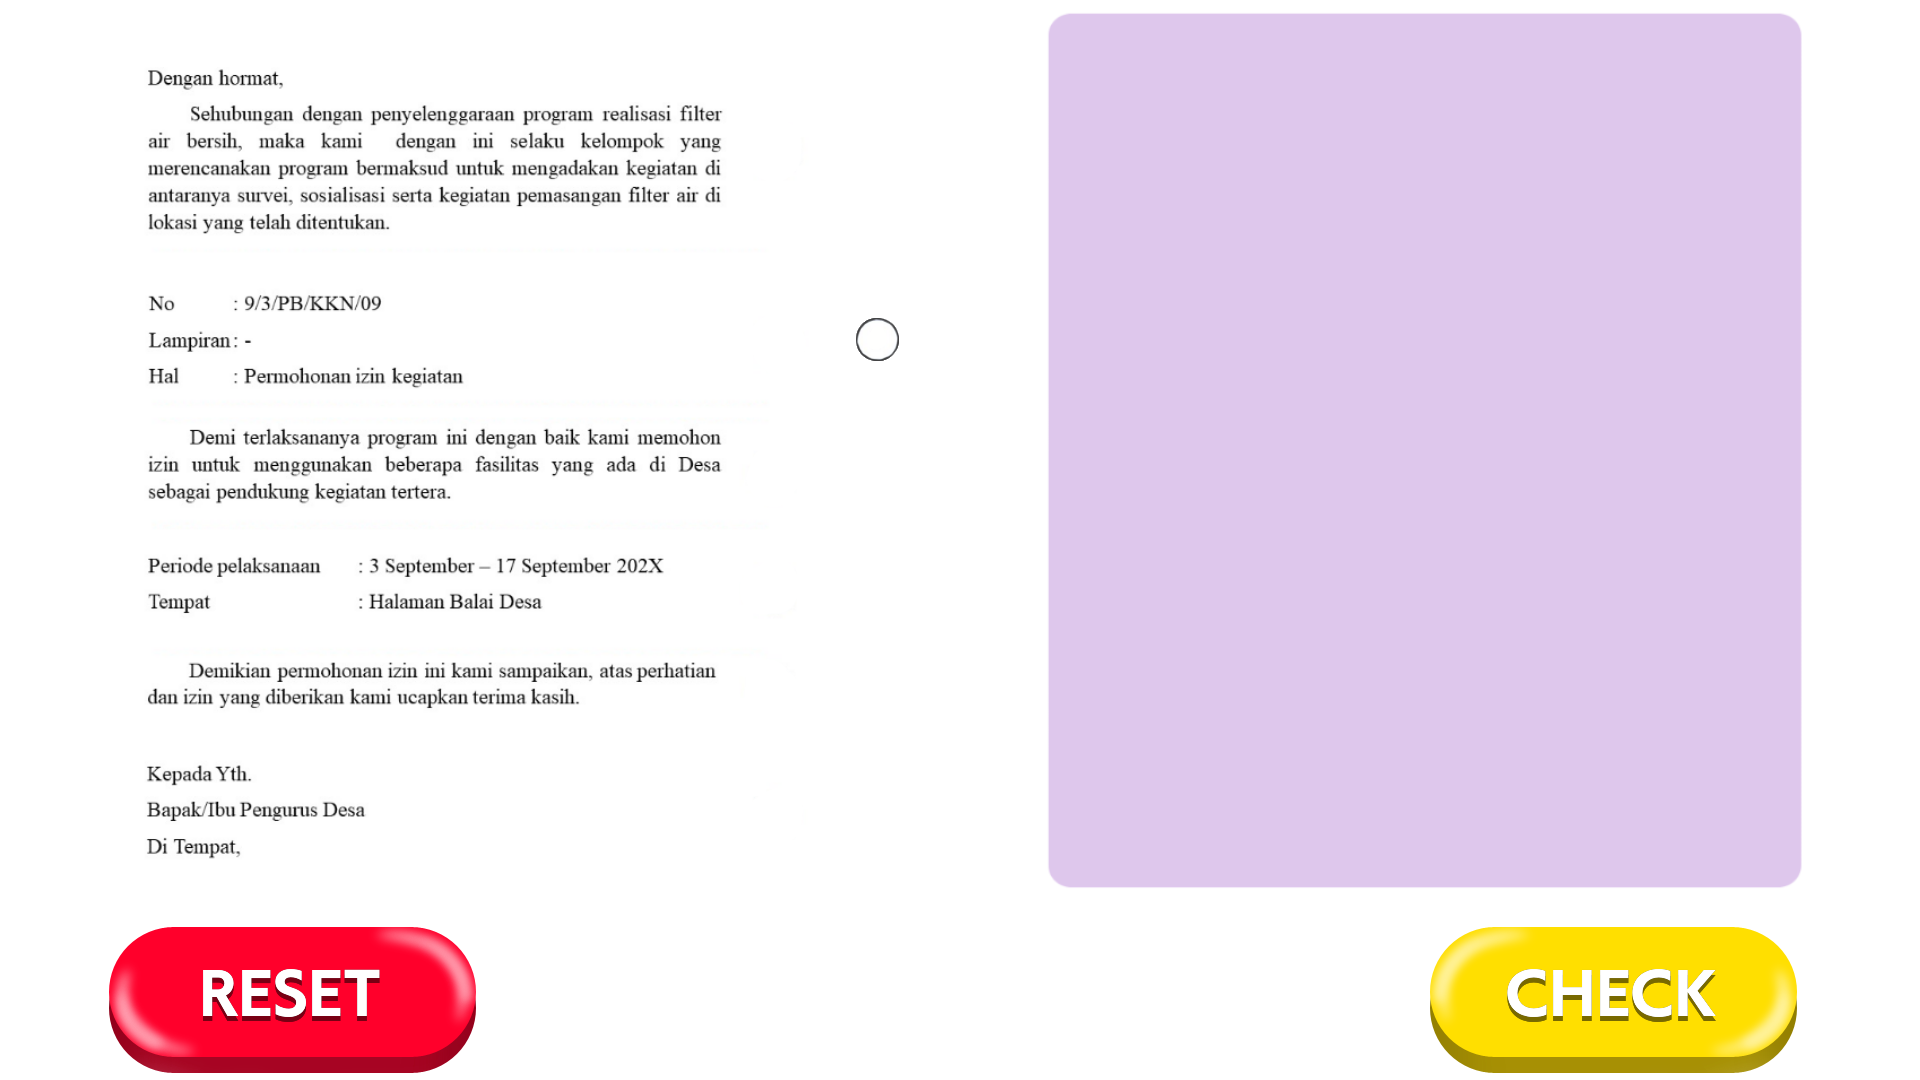 Dengan hormat,
Sehubungan dengan penyelenggaraan program realisasi filter
air bersih, maka kami dengan ini selaku kelompok yang
merencanakan program bermaksud untuk mengadakan kegiatan di
antaranya survei, sosialisasi serta kegiatan pemasangan filter air di
lokasi yang telah ditentukan.
No : 9/3/PB/KKN/09
Lampiran : -
Hal : Permohonan izin kegiatan
Demi terlaksananya program ini dengan baik kami memohon
izin untuk menggunakan beberapa fasilitas yang ada di Desa
sebagai pendukung kegiatan tertera.
Periode pelaksanaan : 3 September – 17 September 202X
Tempat : Halaman Balai Desa
Demikian permohonan izin ini kami sampaikan, atas perhatian
dan izin yang diberikan kami ucapkan terima kasih.
Kepada Yth.
Bapak/Ibu Pengurus Desa
Di Tempat,
RESET
CHECK